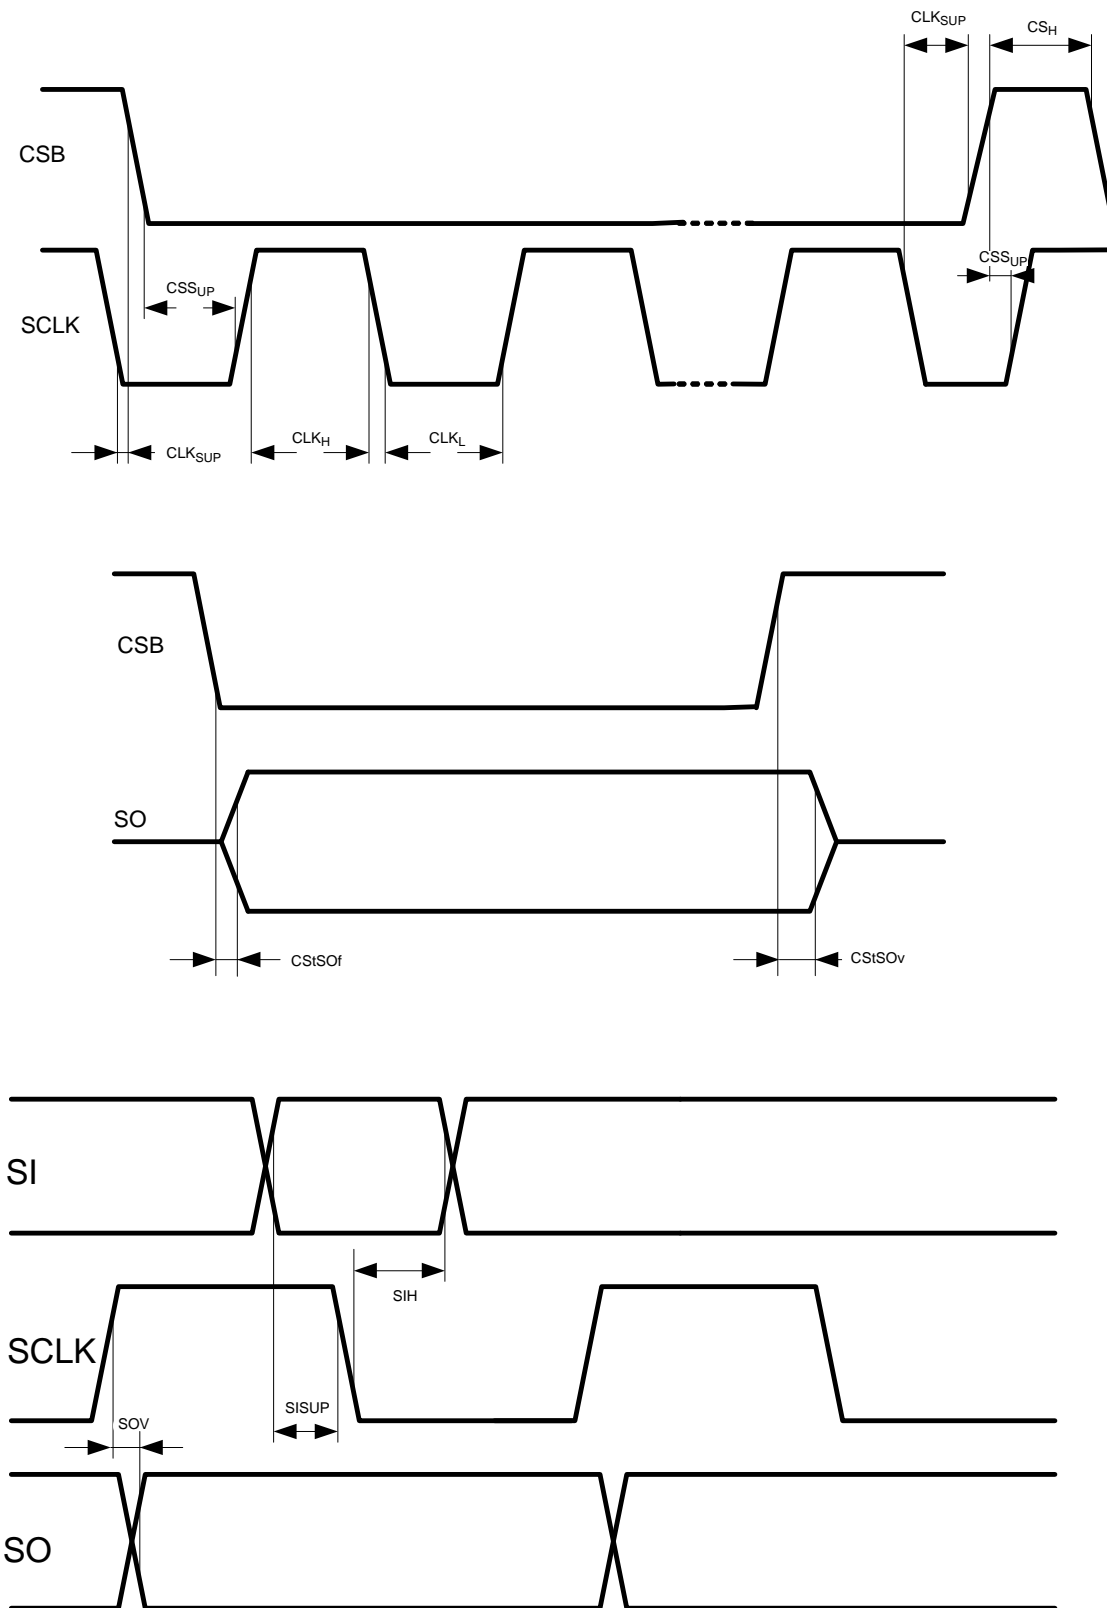 CLKSUP
CSH
CSB
CSSUP
CSSUP
SCLK
CLKH
CLKL
CLKSUP
CSB
SO
CStSOf
CStSOv
SI
SIH
SCLK
SISUP
SOV
SO